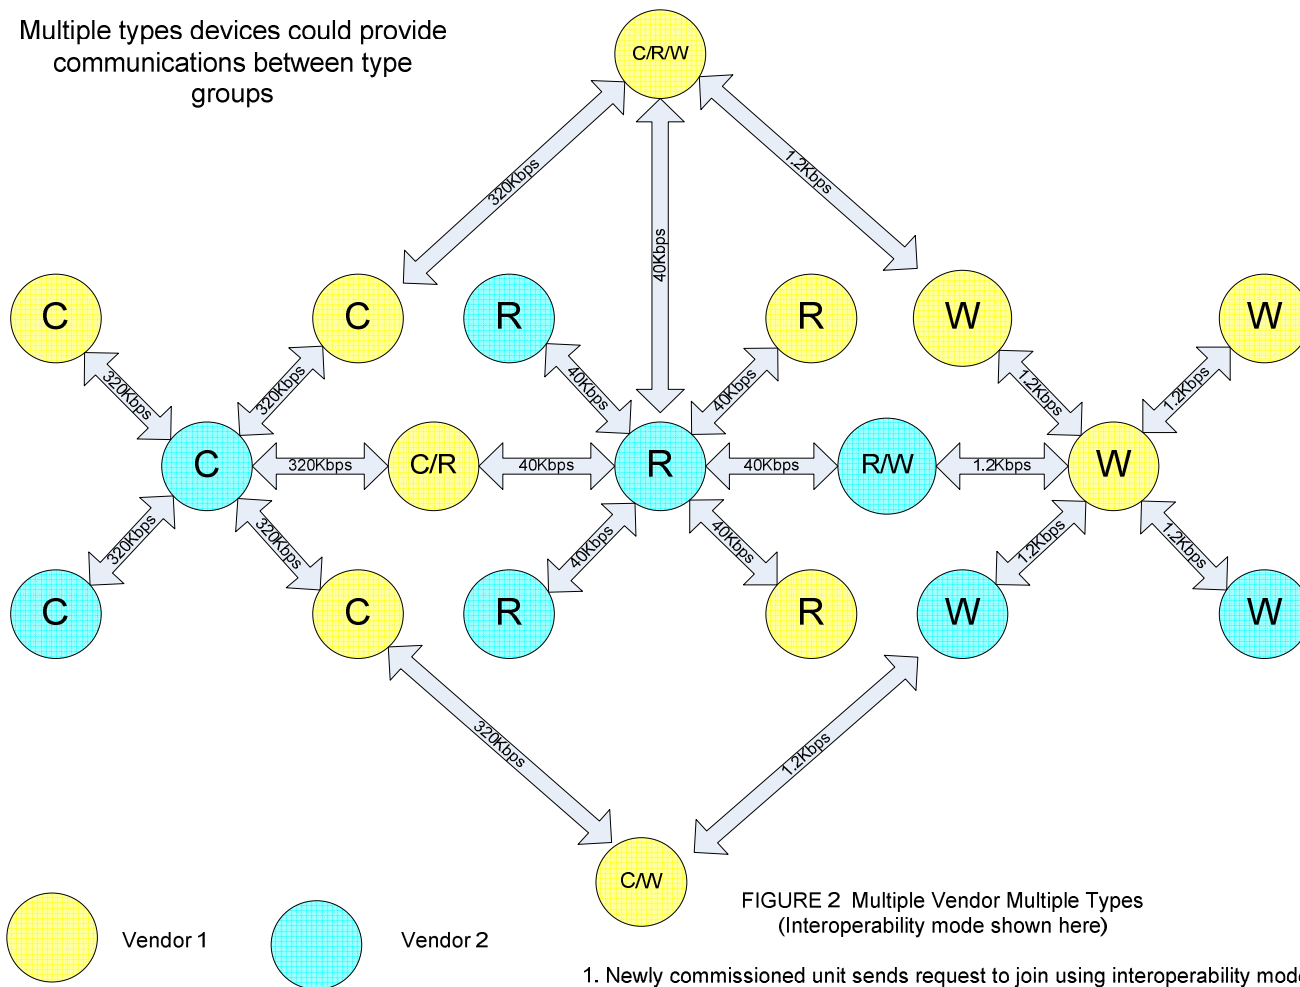 Multiple types devices could provide
communications between type
groups
C/R/W
320Kbps
40Kbps
1.2Kbps
C
C
R
R
W
W
320Kbps
320Kbps
40Kbps
40Kbps
1.2Kbps
1.2Kbps
C
320Kbps
C/R
40Kbps
R
40Kbps
R/W
1.2Kbps
W
320Kbps
320Kbps
40Kbps
40Kbps
1.2Kbps
1.2Kbps
C
C
R
R
W
W
320Kbps
1.2Kbps
C/W
FIGURE 2 Multiple Vendor Multiple Types
(Interoperability mode shown here)
Vendor 1
Vendor 2
1. Newly commissioned unit sends request to join using interoperability mode